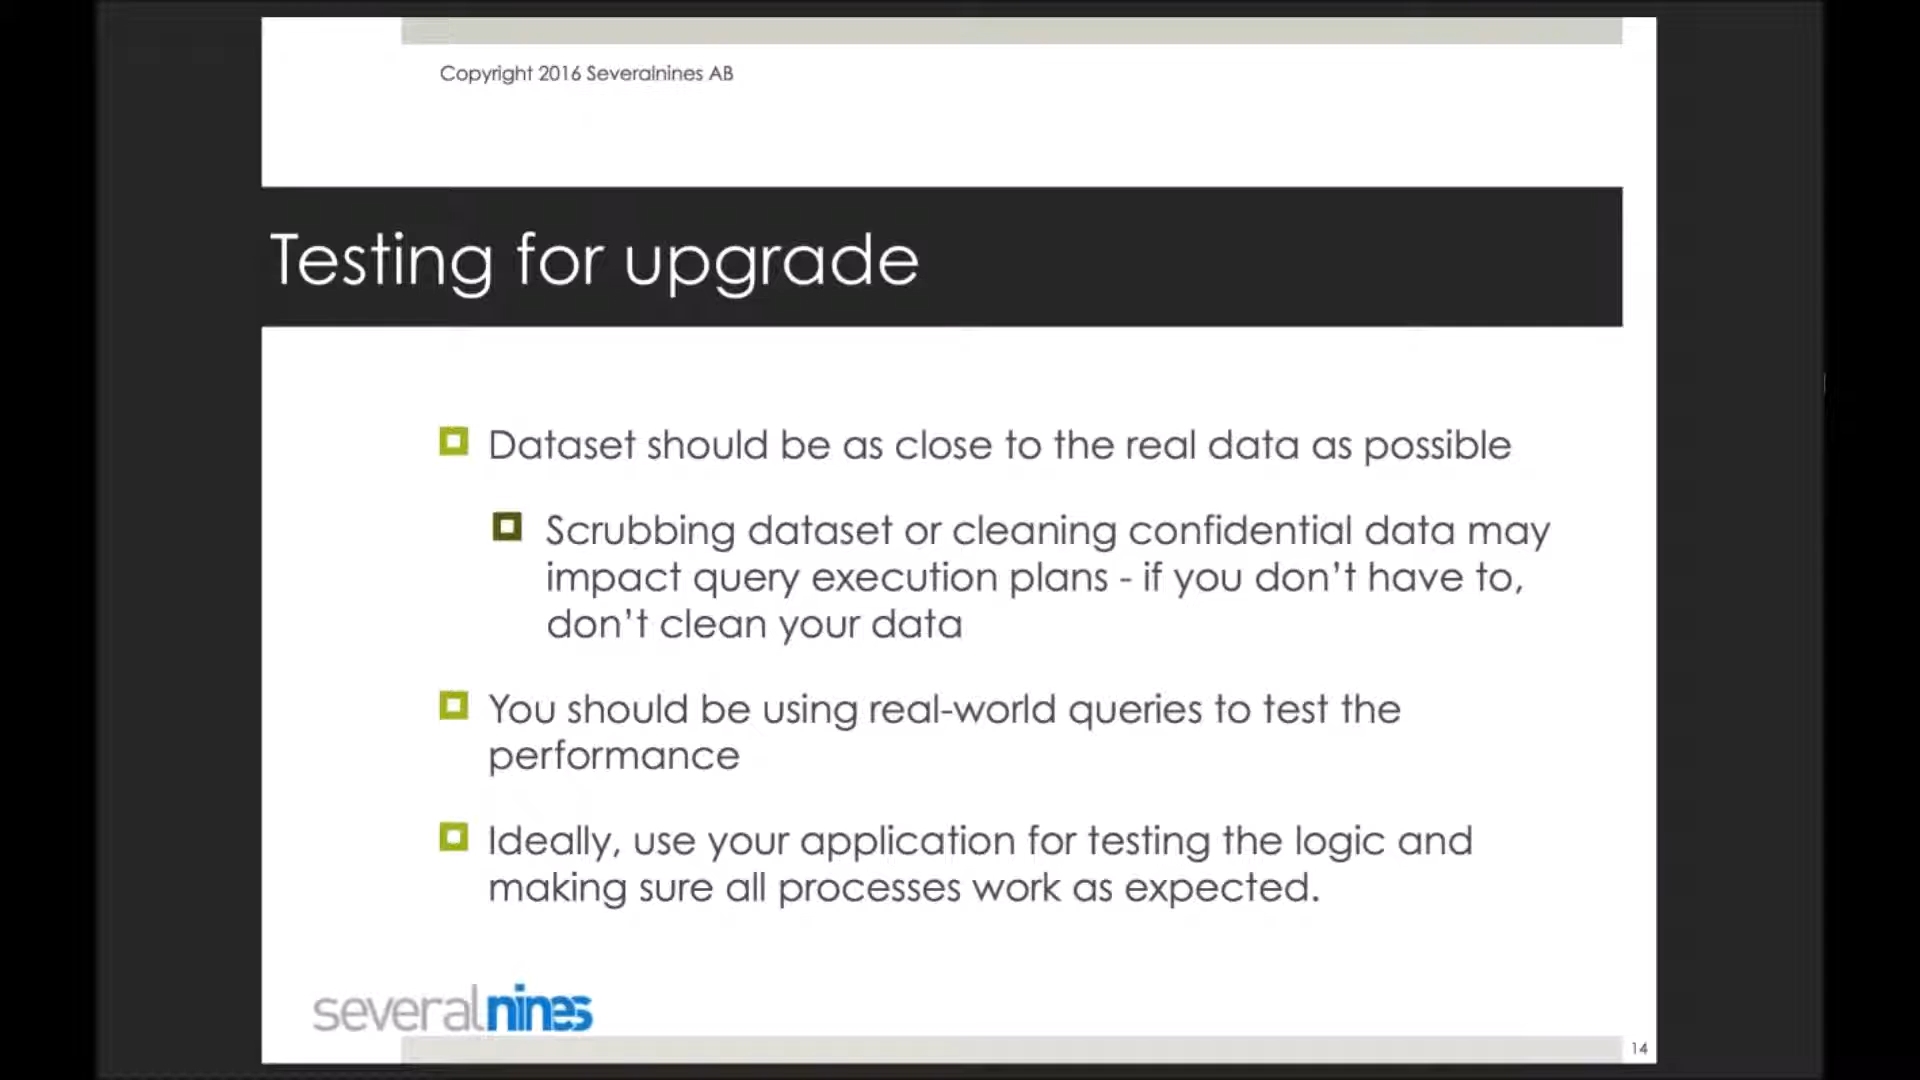 Copyright 2016 Severalnines AB
Testing for upgrade
Dataset should be as close to the real data as possible
Scrubbing dataset or cleaning confidential data may
impact query execution plans - if you don't have to,
don't clean your data
You should be using real-world queries to test the
performance
Ideally, use your application for testing the logic and
making sure all processes work as expected.
severalnines
14